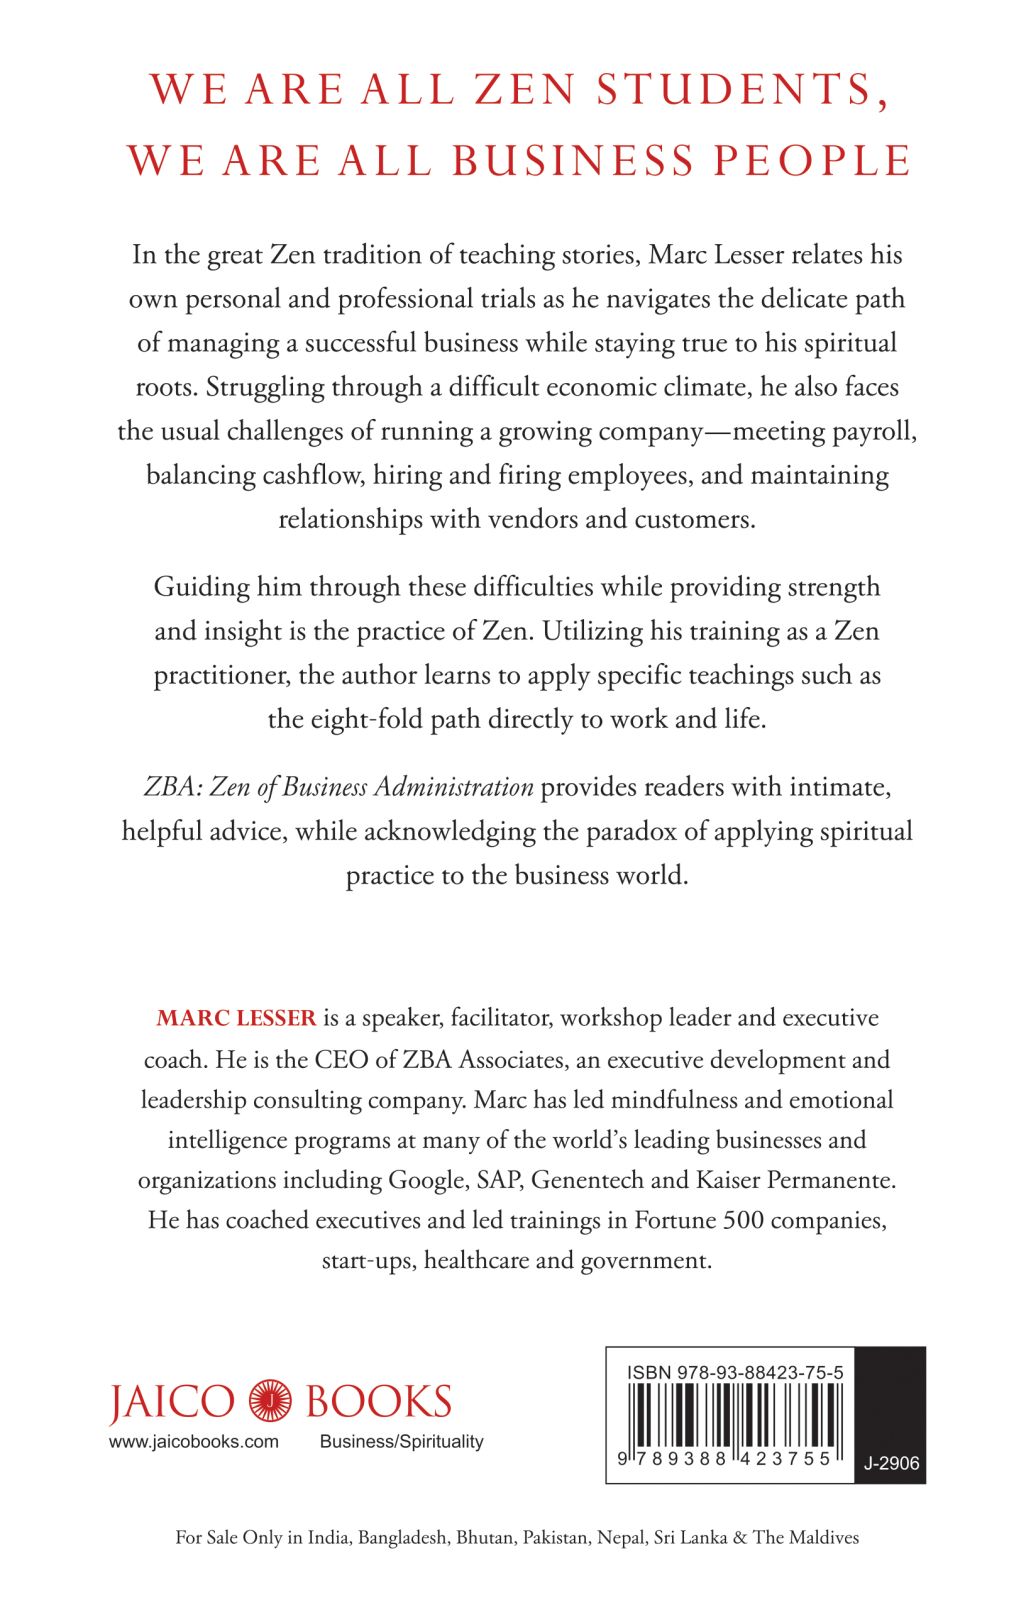 WE ARE ALL ZEN STUDENTS,
WE ARE ALL BUSINESS PEOPLE
In the great Zen tradition of teaching stories, Marc Lesser relates his
own personal and professional trials as he navigates the delicate path
of managing a successful business while staying true to his spiritual
roots. Struggling through a difficult economic climate, he also faces
the usual challenges of running a growing company—meeting payroll,
balancing cashflow, hiring and firing employees, and maintaining
relationships with vendors and customers.
Guiding him through these difficulties while providing strength
and insight is the practice of Zen. Utilizing his training as a Zen
practitioner, the author learns to apply specific teachings such as
the eight-fold path directly to work and life.
ZBA: Zen of Business Administration provides readers with intimate,
helpful advice, while acknowledging the paradox of applying spiritual
practice to the business world.
MARC LESSER is a speaker, facilitator, workshop leader and executive
coach. He is the CEO of ZBA Associates, an executive development and
leadership consulting company. Marc has led mindfulness and emotional
intelligence programs at many of the world's leading businesses and
organizations including Google, SAP, Genentech and Kaiser Permanente.
He has coached executives and led trainings in Fortune 500 companies,
start-ups, healthcare and government.
JAICO J BOOKS
www.jaicobooks.com Business/Spirituality
ISBN 978-93-88423-75-5
9 789388 423755
J-2906
For Sale Only in India, Bangladesh, Bhutan, Pakistan, Nepal, Sri Lanka & The Maldives